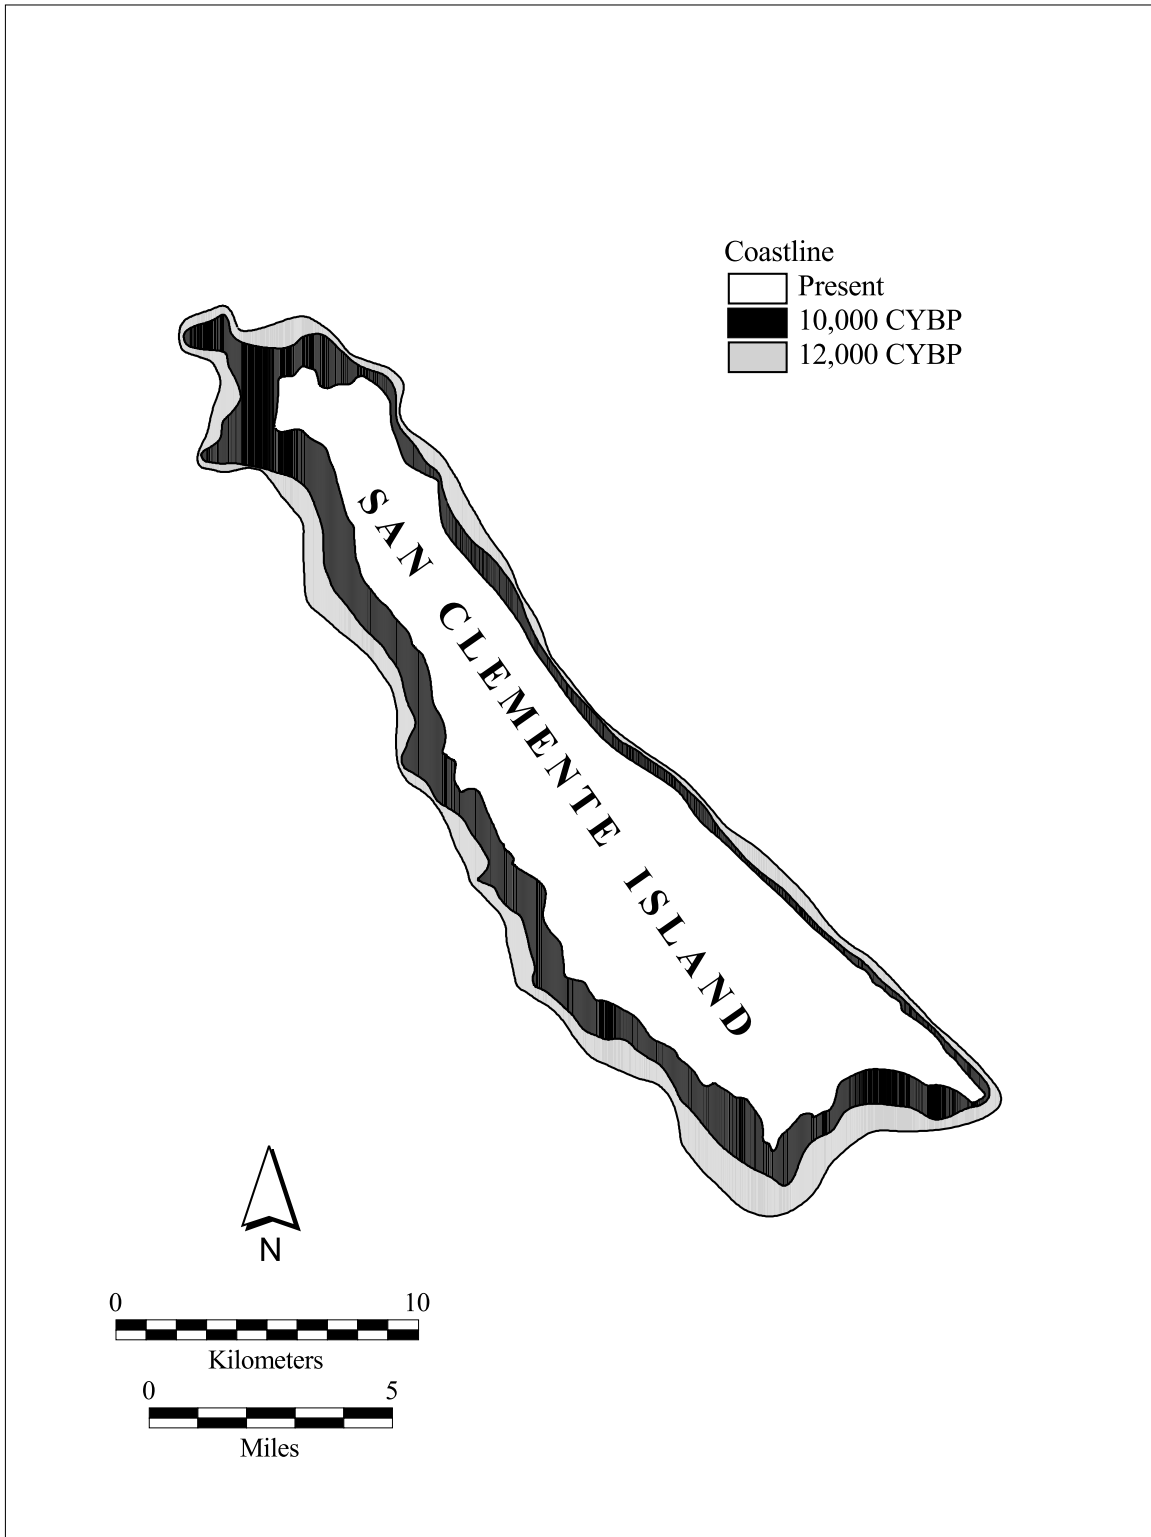 Coastline
Present
10,000 CYBP
12,000 CYBP
SAN CLEMENTE ISLAND
N
0 10
Kilometers
0 5
Miles